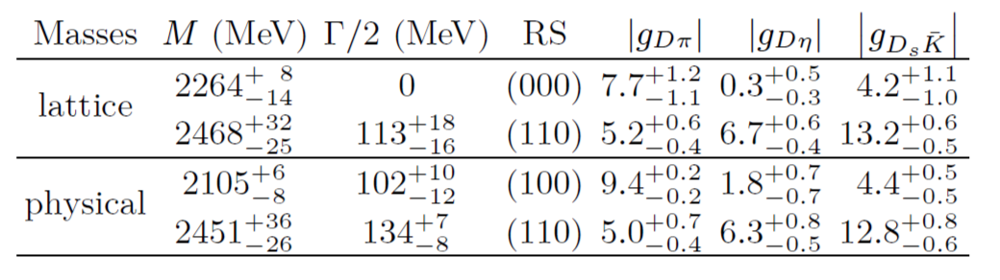 Masses M (MeV) Γ/2 (MeV) RS |g_{Dπ}| |g_{Dη}| |g_{D_s K̄}|
lattice
2264^{+ 8}_{−14} 0 (000) 7.7^{+1.2}_{−1.1} 0.3^{+0.5}_{−0.3} 4.2^{+1.1}_{−1.0}
2468^{+32}_{−25} 113^{+18}_{−16} (110) 5.2^{+0.6}_{−0.4} 6.7^{+0.6}_{−0.4} 13.2^{+0.6}_{−0.5}
physical
2105^{+6}_{−8} 102^{+10}_{−12} (100) 9.4^{+0.2}_{−0.2} 1.8^{+0.7}_{−0.7} 4.4^{+0.5}_{−0.5}
2451^{+36}_{−26} 134^{+7}_{−8} (110) 5.0^{+0.7}_{−0.4} 6.3^{+0.8}_{−0.5} 12.8^{+0.8}_{−0.6}